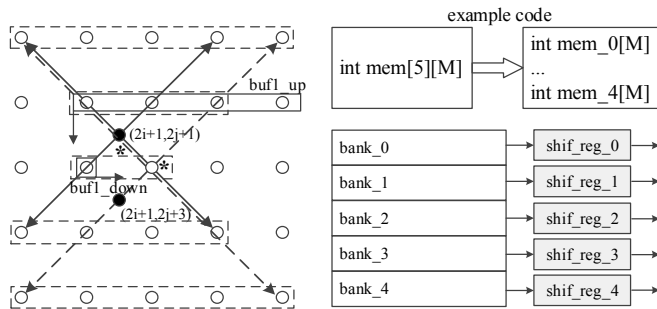 buf1_up
(2i+1,2j+1)
*
*
buf1_down
(2i+1,2j+3)
example code
int mem[5][M]
int mem_0[M]
...
int mem_4[M]
bank_0
shif_reg_0
bank_1
shif_reg_1
bank_2
shif_reg_2
bank_3
shif_reg_3
bank_4
shif_reg_4